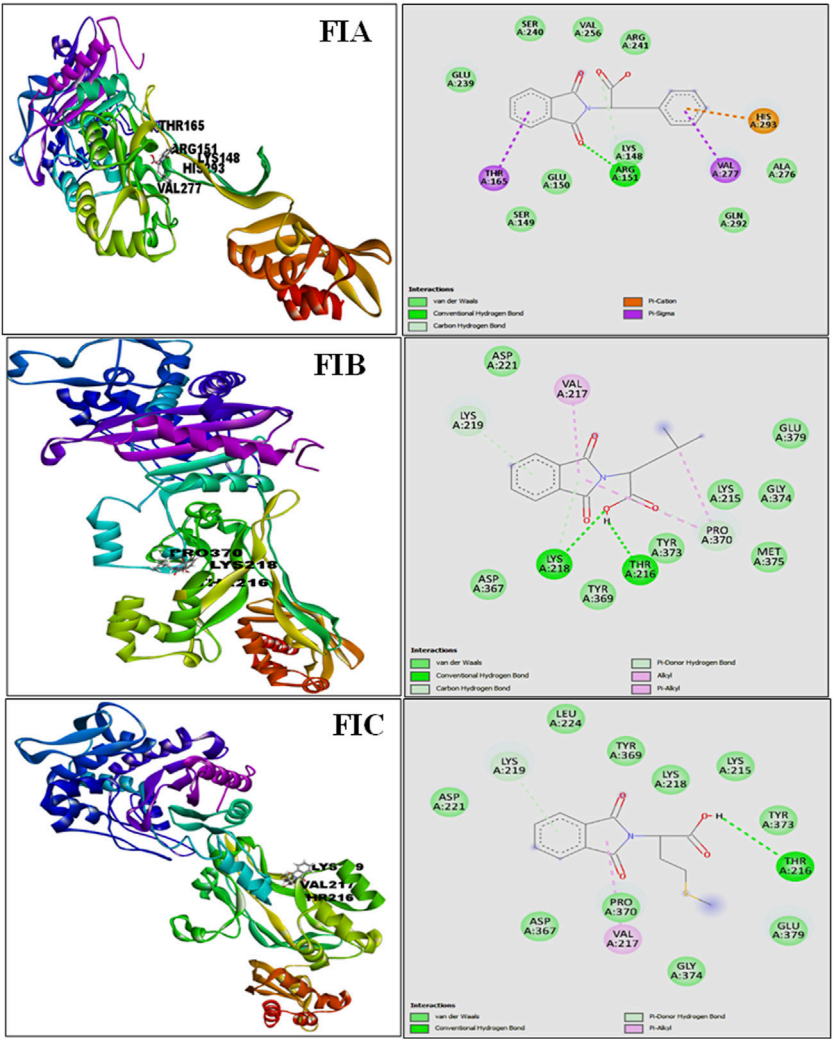 FIA
THR165
ARG151
LYS148
HIS293
VAL277
SER
A:240
VAL
A:256
ARG
A:241
GLU
A:239
O
O
O
N
O
HIS
A:293
LYS
A:148
THR
A:165
GLU
A:150
ARG
A:151
VAL
A:277
ALA
A:276
SER
A:149
GLN
A:292
Interactions
van der Waals
Conventional Hydrogen Bond
Carbon Hydrogen Bond
Pi-Cation
Pi-Sigma
FIB
PRO370
LYS218
216
ASP
A:221
VAL
A:217
LYS
A:219
GLU
A:379
O
N
O
O
O
H
LYS
A:215
GLY
A:374
PRO
A:370
TYR
A:373
MET
A:375
LYS
A:218
THR
A:216
ASP
A:367
TYR
A:369
Interactions
van der Waals
Conventional Hydrogen Bond
Carbon Hydrogen Bond
Pi-Donor Hydrogen Bond
Alkyl
Pi-Alkyl
FIC
LYS 9
VAL217
HR216
LEU
A:224
TYR
A:369
LYS
A:219
LYS
A:218
LYS
A:215
ASP
A:221
TYR
A:373
O
O
H
N
O
O
S
THR
A:216
PRO
A:370
VAL
A:217
ASP
A:367
GLU
A:379
GLY
A:374
Interactions
van der Waals
Conventional Hydrogen Bond
Pi-Donor Hydrogen Bond
Pi-Alkyl